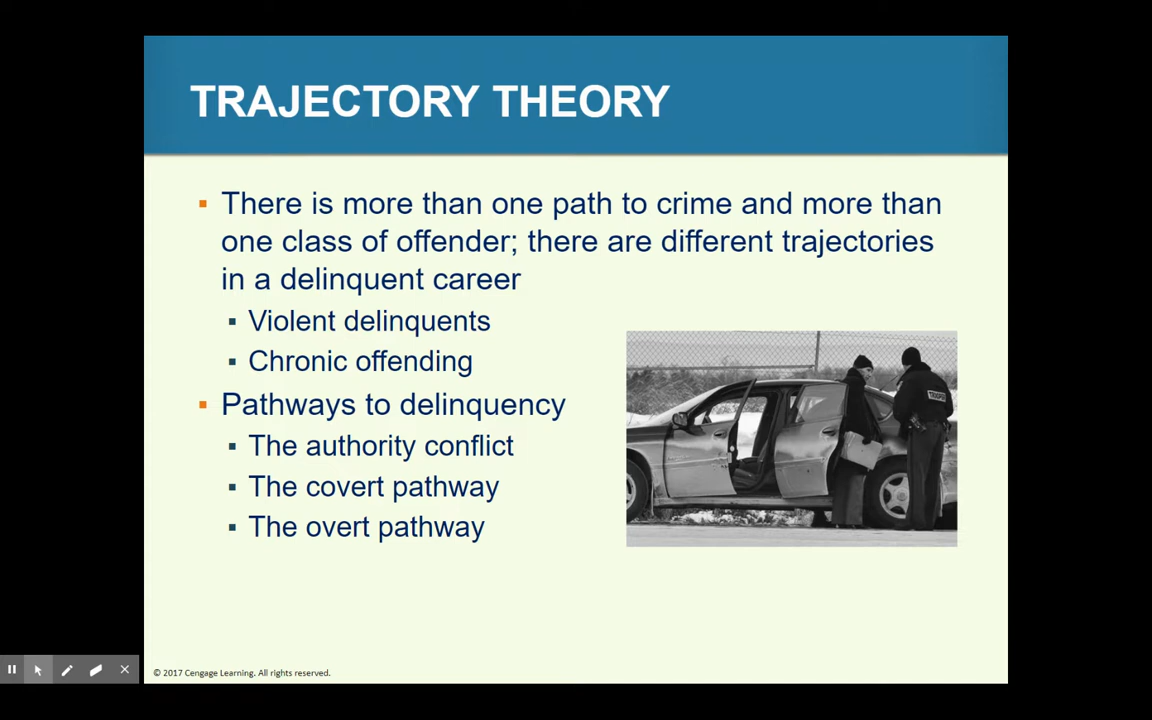 TRAJECTORY THEORY
▪ There is more than one path to crime and more than
one class of offender; there are different trajectories
in a delinquent career
▪ Violent delinquents
▪ Chronic offending
▪ Pathways to delinquency
▪ The authority conflict
▪ The covert pathway
▪ The overt pathway
TROOPER
© 2017 Cengage Learning. All rights reserved.